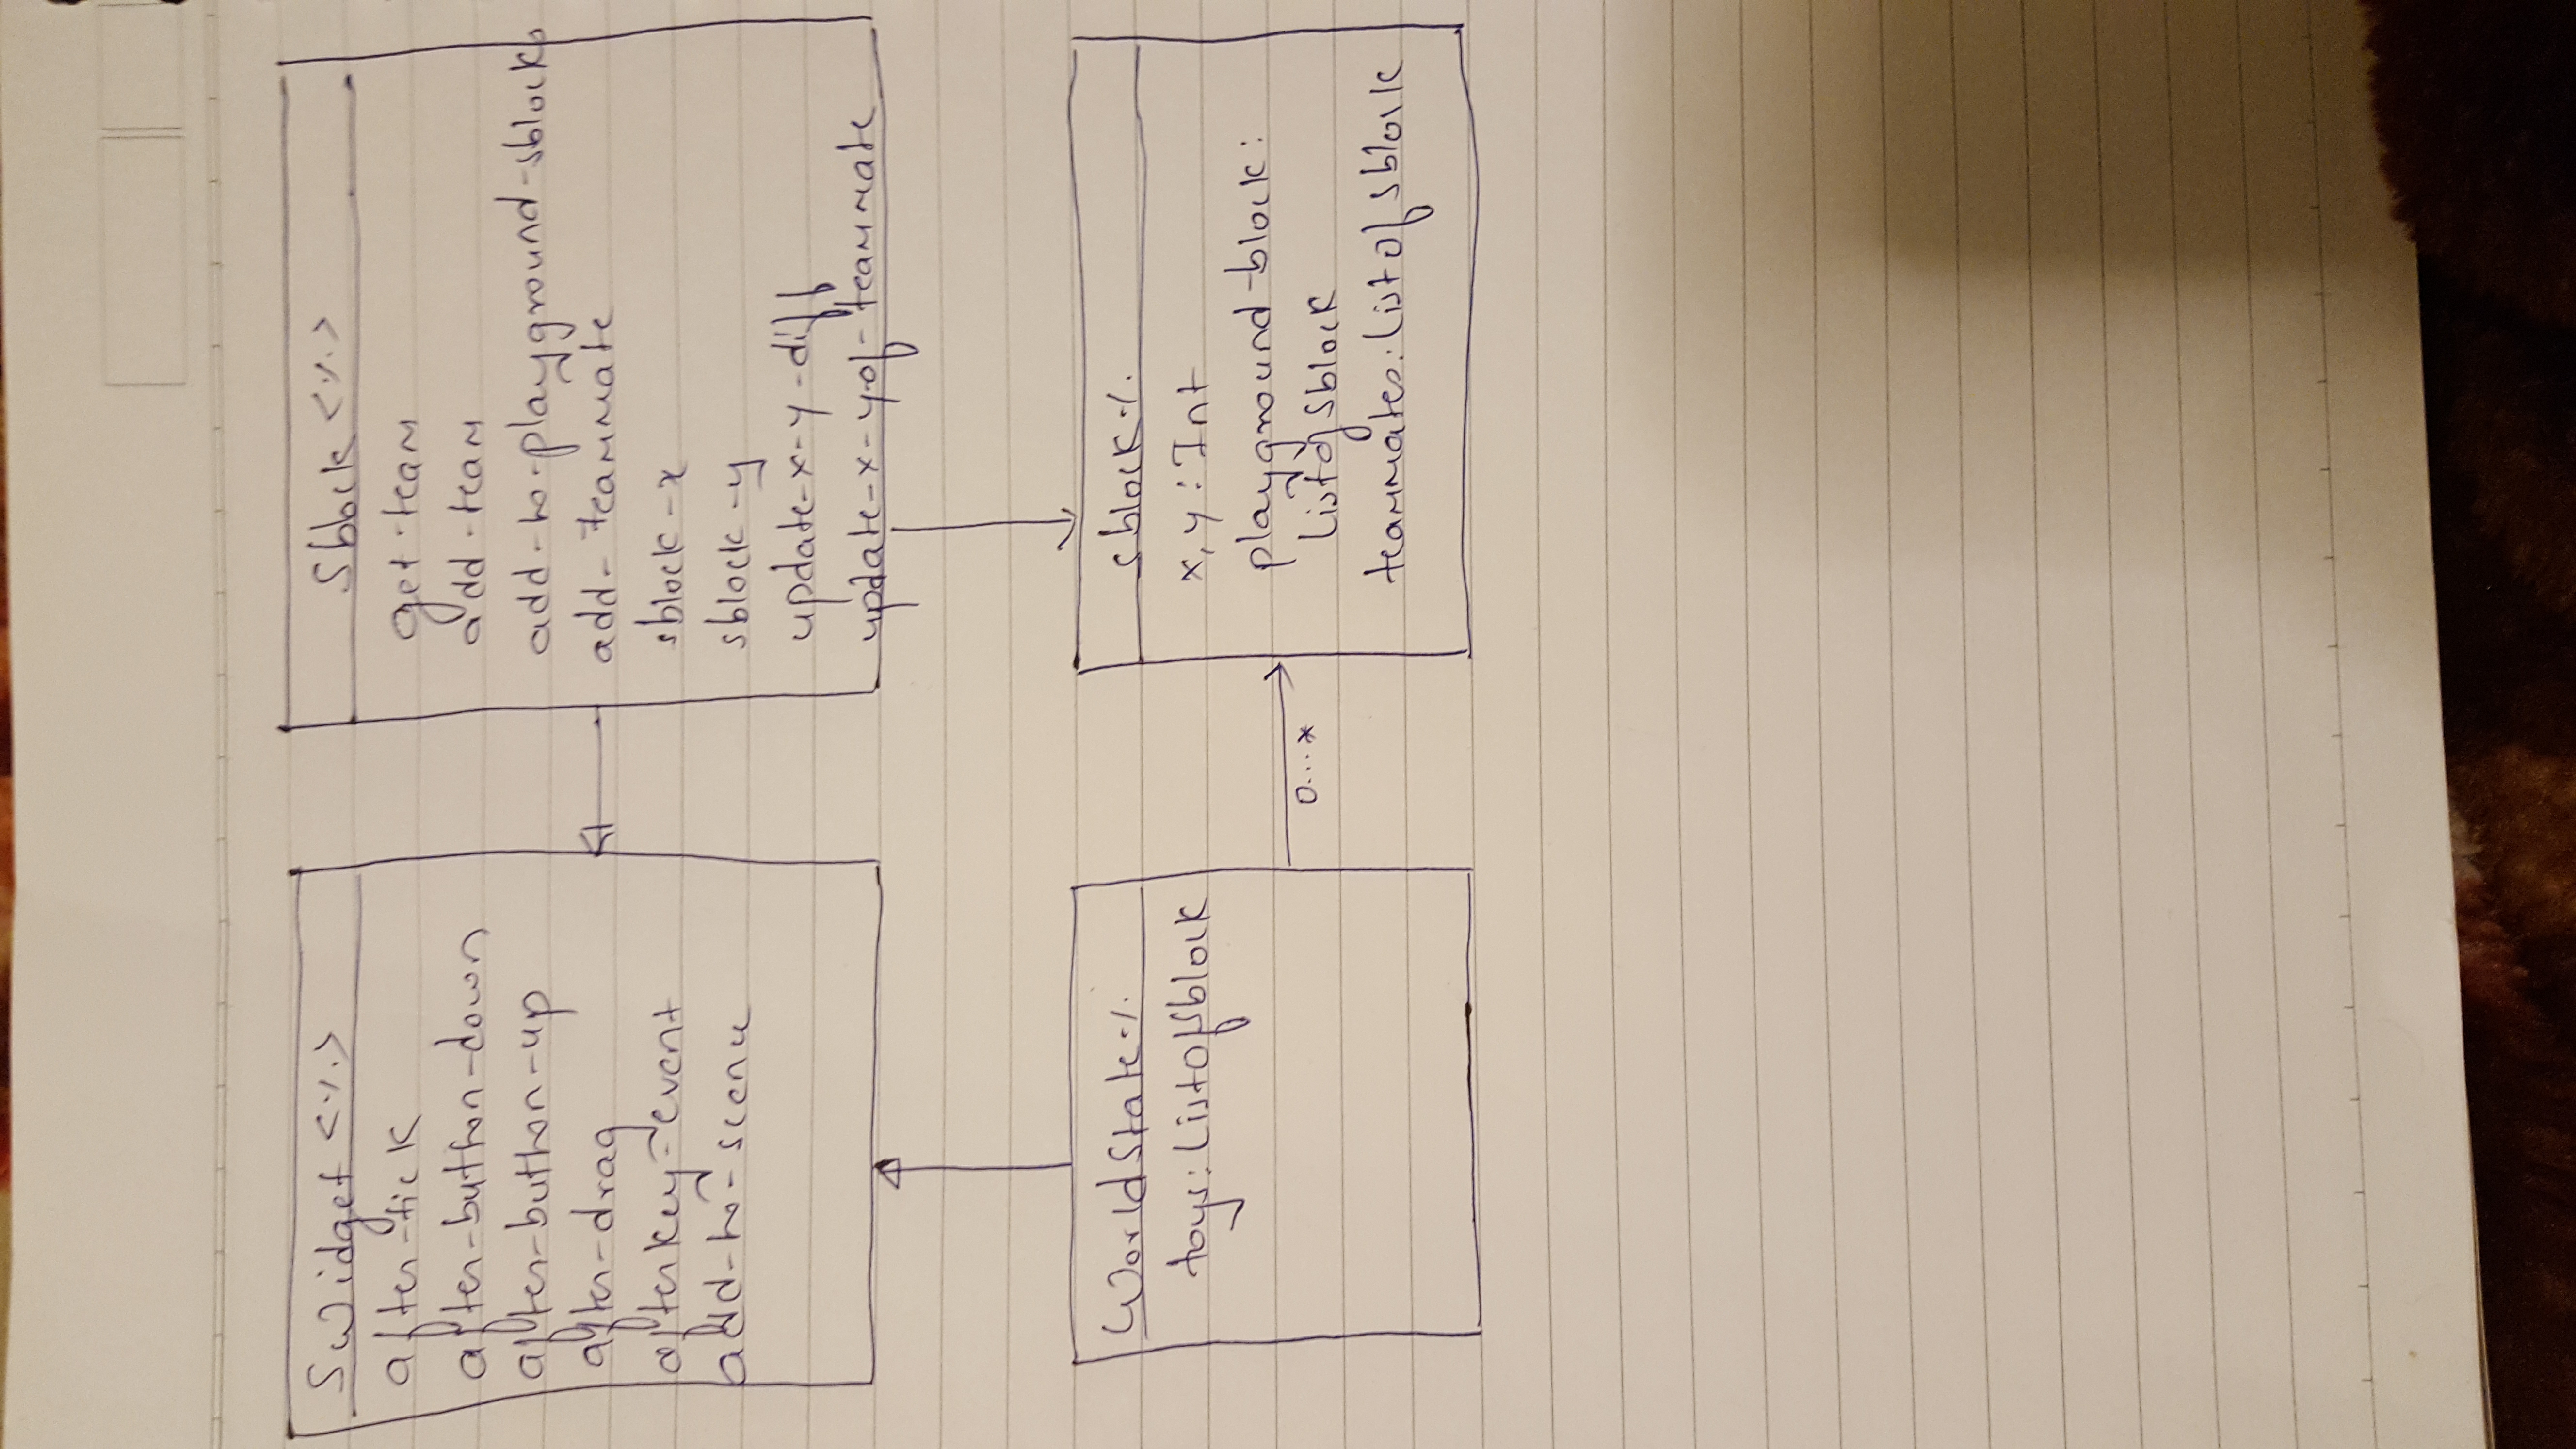 SWidget<%>
after-tick
after-button-down
after-button-up
after-drag
afterkey-event
add-to-scene
Sblock<%>
get-team
add-team
add-to-playground-sblocks
add-teammate
sblock-x
sblock-y
update-x-y-diff
update-x-y-of-teammate
WorldState%
toys:ListOfSblock
0...*
sblock%
x,y:Int
playground-block:
ListofSblock
teammates:ListOfSblock